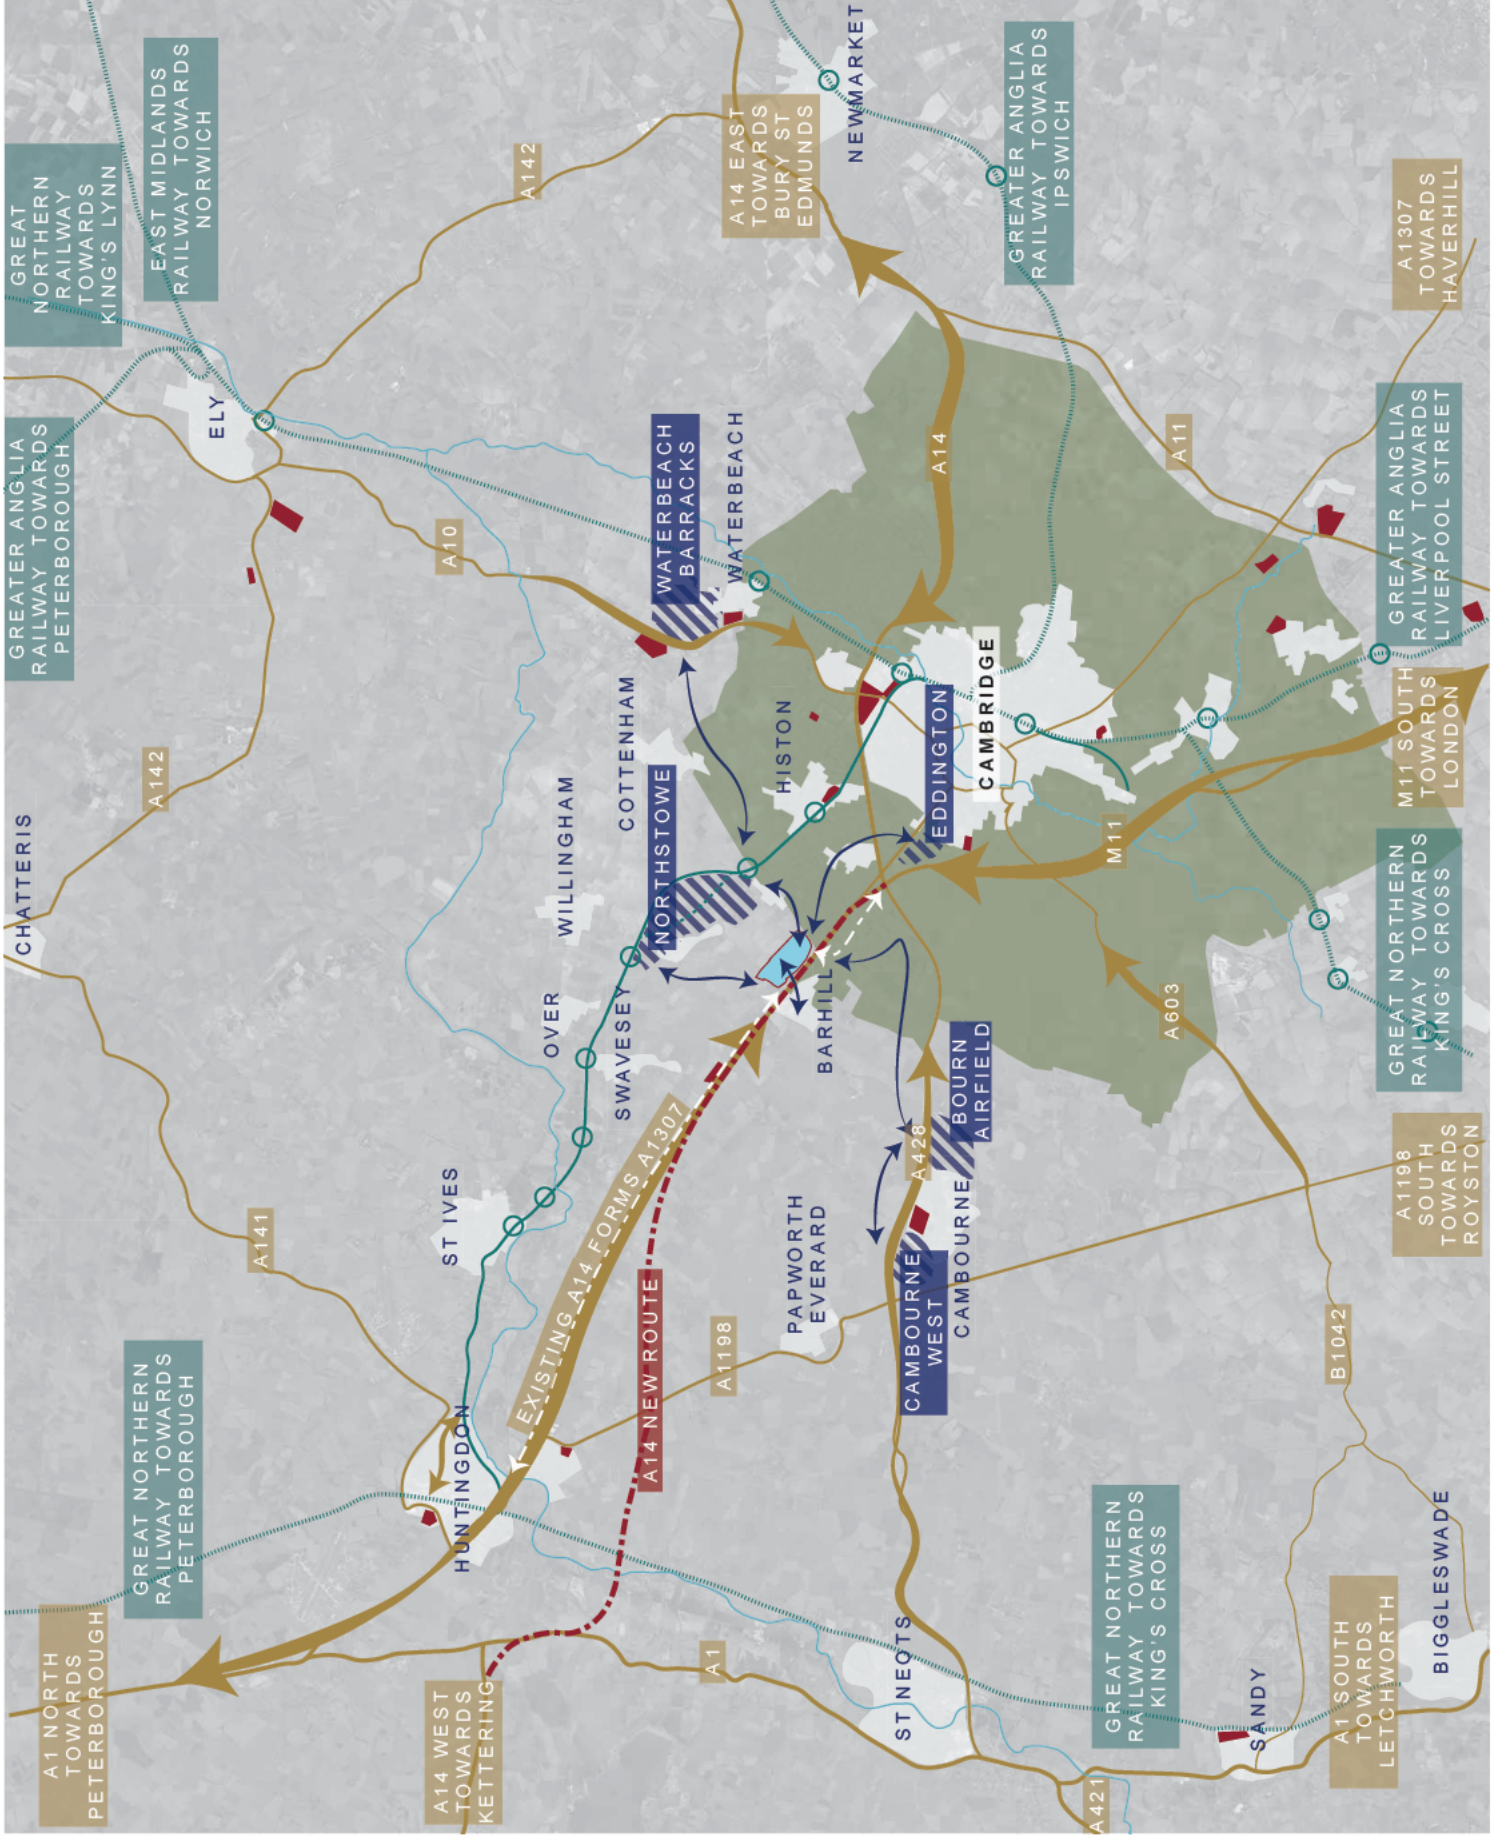 A1 NORTH
TOWARDS
PETERBOROUGH
GREAT NORTHERN
RAILWAY TOWARDS
PETERBOROUGH
CHATTERIS
GREATER ANGLIA
RAILWAY TOWARDS
PETERBOROUGH
GREAT
NORTHERN
RAILWAY
TOWARDS
KING'S LYNN
EAST MIDLANDS
RAILWAY TOWARDS
NORWICH
A142
ELY
A141
A14 WEST
TOWARDS
KETTERING
HUNTINGDON
ST IVES
A10
A142
EXISTING A14 FORMS A1307
OVER
WILLINGHAM
SWAVESEY
COTTENHAM
A14 NEW ROUTE
NORTHSTOWE
WATERBEACH
BARRACKS
WATERBEACH
A1
A1198
A14 EAST
TOWARDS
BURY ST
EDMUNDS
PAPWORTH
EVERARD
BARHILL
HISTON
NEWMARKET
ST NEOTS
CAMBOURNE
WEST
CAMBOURNE
A428
BOURN
AIRFIELD
EDDINGTON
A14
CAMBRIDGE
GREATER ANGLIA
RAILWAY TOWARDS
IPSWICH
A421
GREAT NORTHERN
RAILWAY TOWARDS
KING'S CROSS
M11
A603
A11
SANDY
B1042
A1 SOUTH
TOWARDS
LETCHWORTH
BIGGLESWADE
A1198
SOUTH
TOWARDS
ROYSTON
GREAT NORTHERN
RAILWAY TOWARDS
KING'S CROSS
M11 SOUTH
TOWARDS
LONDON
GREATER ANGLIA
RAILWAY TOWARDS
LIVERPOOL STREET
A1307
TOWARDS
HAVERHILL